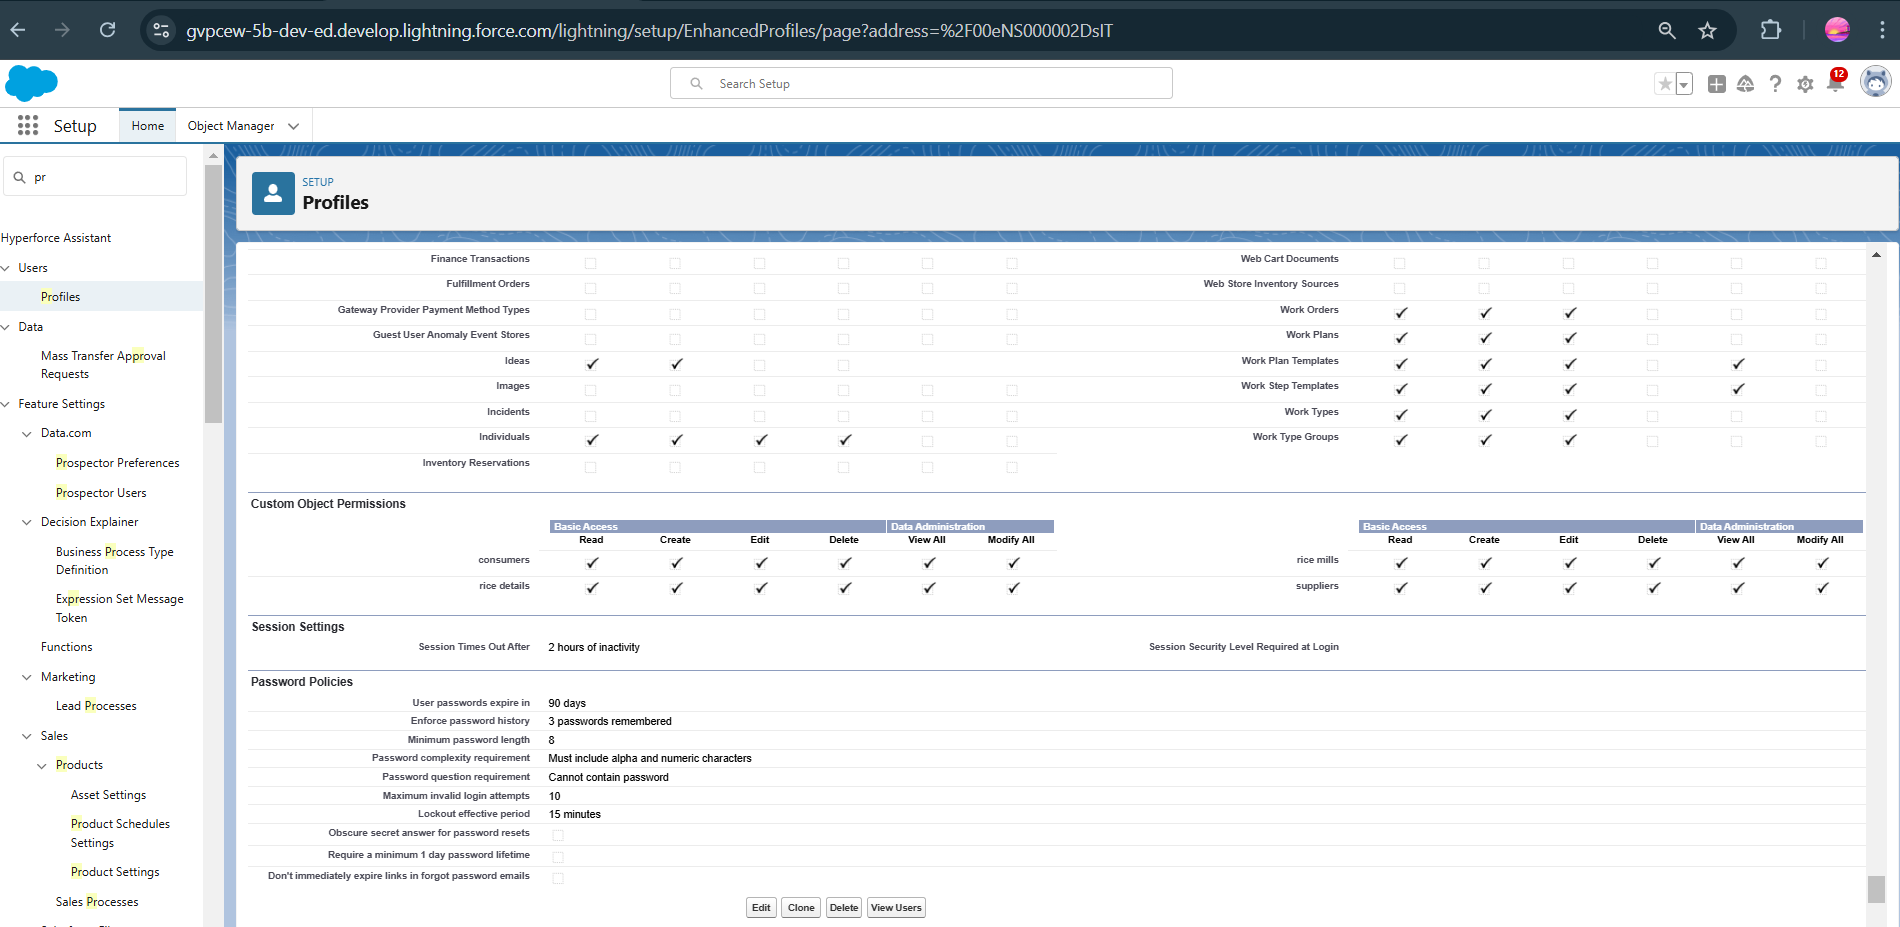 gvpcew-5b-dev-ed.develop.lightning.force.com/lightning/setup/EnhancedProfiles/page?address=%2F00eNS000002DsIT
Search Setup
12
Setup
Home
Object Manager
pr
Hyperforce Assistant
Users
Profiles
Data
Mass Transfer Approval
Requests
Feature Settings
Data.com
Prospector Preferences
Prospector Users
Decision Explainer
Business Process Type
Definition
Expression Set Message
Token
Functions
Marketing
Lead Processes
Sales
Products
Asset Settings
Product Schedules
Settings
Product Settings
Sales Processes
SETUP
Profiles
Finance Transactions
Web Cart Documents
Fulfillment Orders
Web Store Inventory Sources
Gateway Provider Payment Method Types
Work Orders
Guest User Anomaly Event Stores
Work Plans
Ideas
Work Plan Templates
Images
Work Step Templates
Incidents
Work Types
Individuals
Work Type Groups
Inventory Reservations
Custom Object Permissions
Basic Access Data Administration Basic Access Data Administration
Read Create Edit Delete View All Modify All Read Create Edit Delete View All Modify All
consumers
rice mills
rice details
suppliers
Session Settings
Session Times Out After 2 hours of inactivity
Session Security Level Required at Login
Password Policies
User passwords expire in 90 days
Enforce password history 3 passwords remembered
Minimum password length 8
Password complexity requirement Must include alpha and numeric characters
Password question requirement Cannot contain password
Maximum invalid login attempts 10
Lockout effective period 15 minutes
Obscure secret answer for password resets
Require a minimum 1 day password lifetime
Don't immediately expire links in forgot password emails
Edit Clone Delete View Users